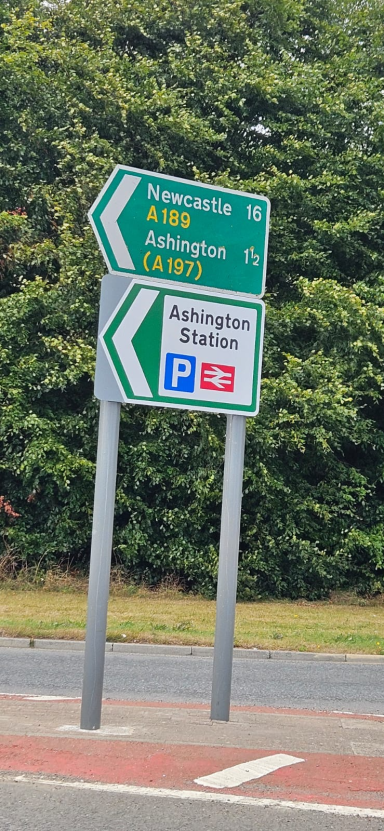 Newcastle 16
A189
Ashington 1½
(A197)
Ashington
Station
P